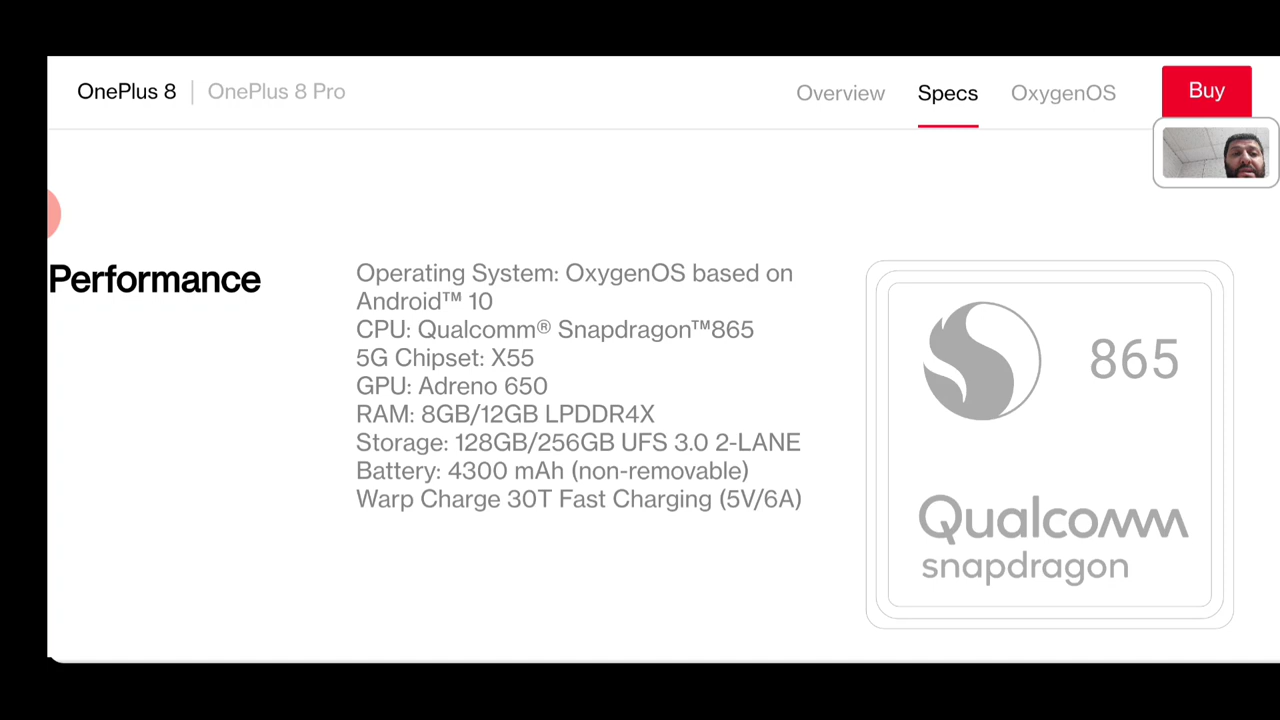 OnePlus 8 | OnePlus 8 Pro
Overview Specs OxygenOS Buy
Performance
Operating System: OxygenOS based on
Android™ 10
CPU: Qualcomm® Snapdragon™865
5G Chipset: X55
GPU: Adreno 650
RAM: 8GB/12GB LPDDR4X
Storage: 128GB/256GB UFS 3.0 2-LANE
Battery: 4300 mAh (non-removable)
Warp Charge 30T Fast Charging (5V/6A)
865
Qualcomm
snapdragon